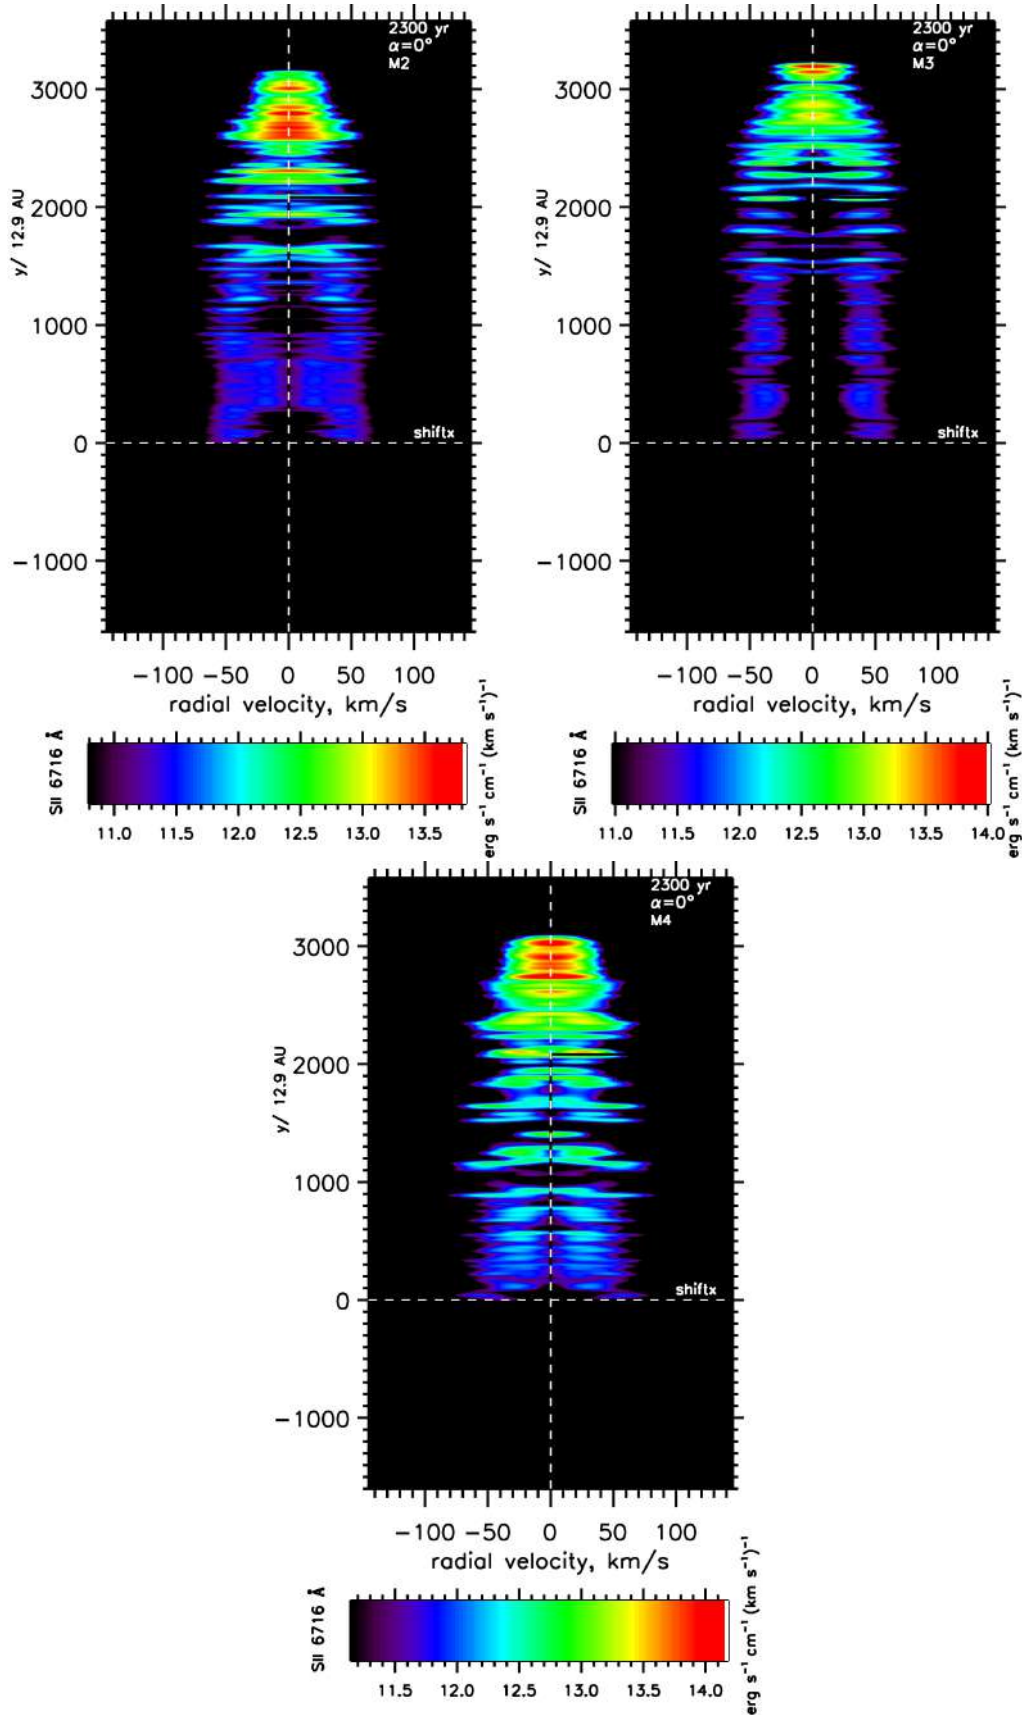 2300 yr
α=0°
M2
3000
2000
1000
0
−1000
y/ 12.9 AU
shiftx
−100 −50 0 50 100
radial velocity, km/s
SII 6716 Å
11.0 11.5 12.0 12.5 13.0 13.5
erg s⁻¹ cm⁻¹ (km s⁻¹)⁻¹
2300 yr
α=0°
M3
3000
2000
1000
0
−1000
y/ 12.9 AU
shiftx
−100 −50 0 50 100
radial velocity, km/s
SII 6716 Å
11.0 11.5 12.0 12.5 13.0 13.5 14.0
erg s⁻¹ cm⁻¹ (km s⁻¹)⁻¹
2300 yr
α=0°
M4
3000
2000
1000
0
−1000
y/ 12.9 AU
shiftx
−100 −50 0 50 100
radial velocity, km/s
SII 6716 Å
11.5 12.0 12.5 13.0 13.5 14.0
erg s⁻¹ cm⁻¹ (km s⁻¹)⁻¹